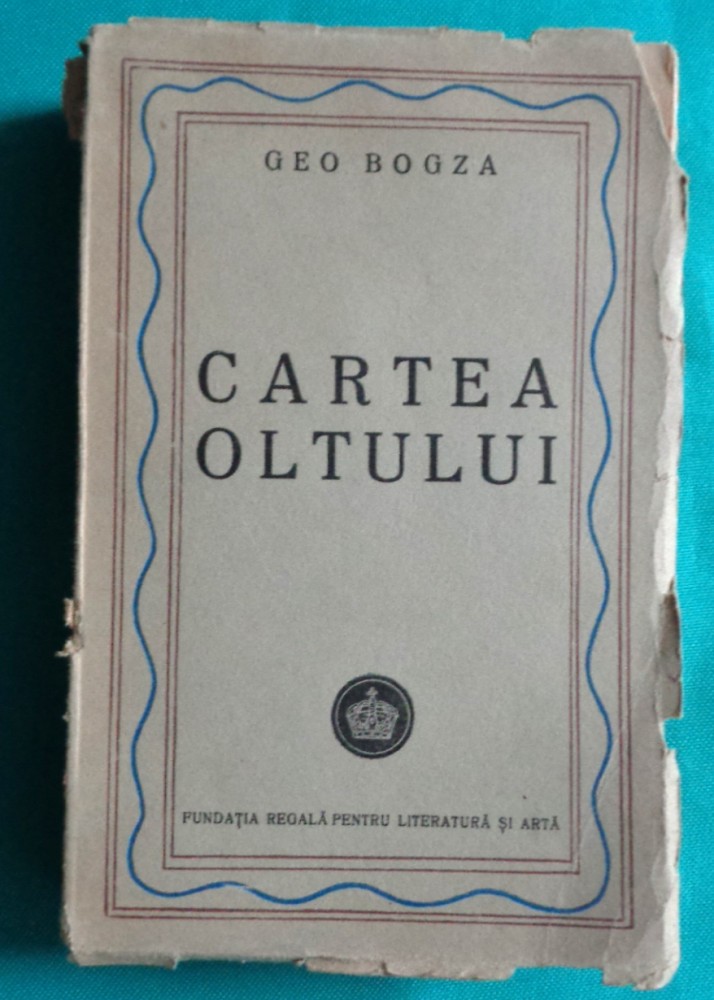 GEO BOGZA
CARTEA
OLTULUI
FUNDAȚIA REGALĂ PENTRU LITERATURĂ ȘI ARTĂ